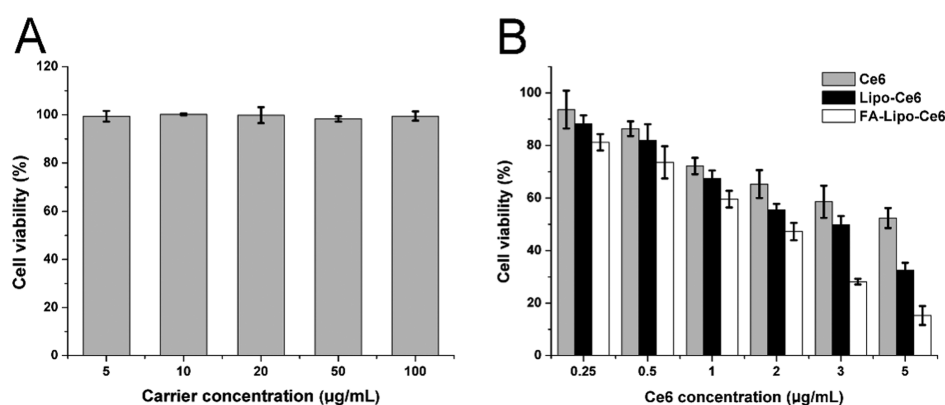 A
Cell viability (%)
120
100
80
60
40
20
0
5 10 20 50 100
Carrier concentration (µg/mL)
B
Cell viability (%)
100
80
60
40
20
0
Ce6
Lipo-Ce6
FA-Lipo-Ce6
0.25 0.5 1 2 3 5
Ce6 concentration (µg/mL)